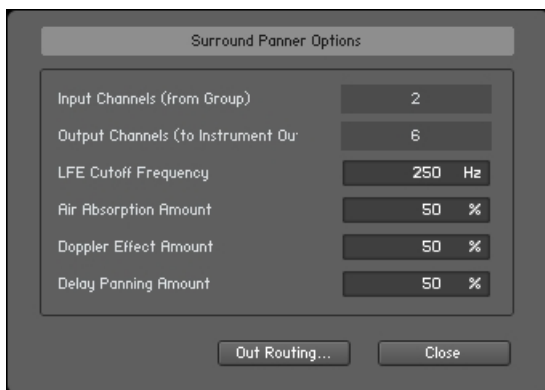 Surround Panner Options
Input Channels (from Group) 2
Output Channels (to Instrument Ou 6
LFE Cutoff Frequency 250 Hz
Air Absorption Amount 50 %
Doppler Effect Amount 50 %
Delay Panning Amount 50 %
Out Routing... Close